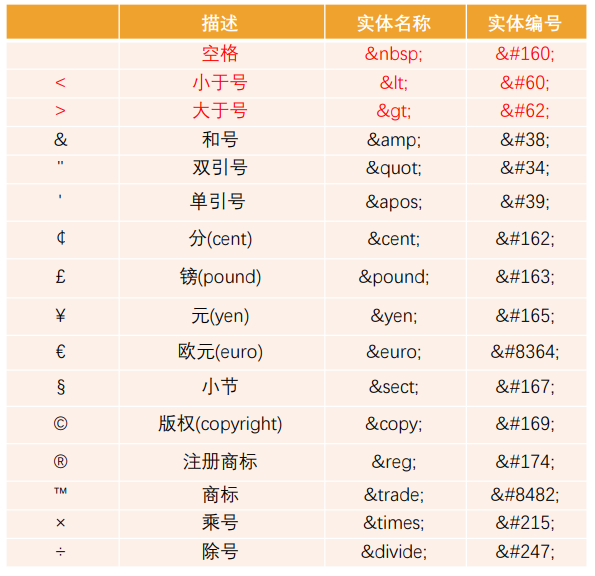 描述 实体名称 实体编号
空格 &nbsp; &#160;
< 小于号 &lt; &#60;
> 大于号 &gt; &#62;
& 和号 &amp; &#38;
" 双引号 &quot; &#34;
' 单引号 &apos; &#39;
¢ 分(cent) &cent; &#162;
£ 镑(pound) &pound; &#163;
¥ 元(yen) &yen; &#165;
€ 欧元(euro) &euro; &#8364;
§ 小节 &sect; &#167;
© 版权(copyright) &copy; &#169;
® 注册商标 &reg; &#174;
™ 商标 &trade; &#8482;
× 乘号 &times; &#215;
÷ 除号 &divide; &#247;